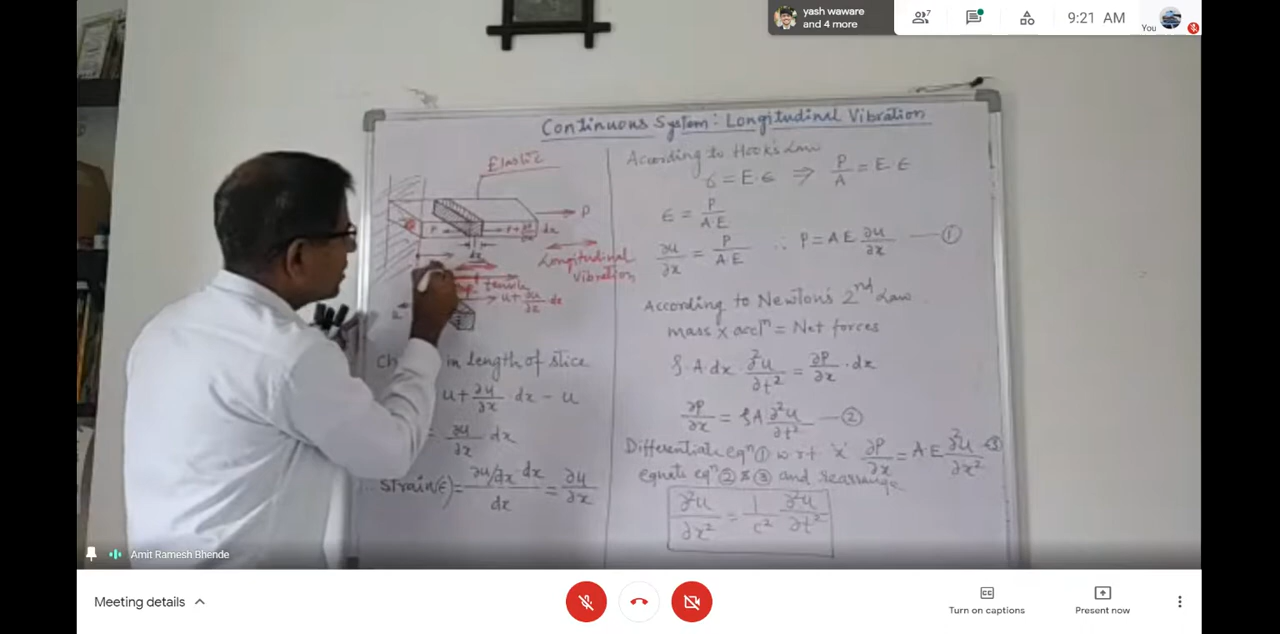 yash waware
and 4 more
7
9:21 AM
You
Continuous System: Longitudinal Vibration
Elastic
P
P
P + ∂P/∂x dx
dx
Longitudinal
Vibration
tensile
u + ∂u/∂x dx
u
in length of slice
u + ∂u/∂x dx - u
= ∂u/∂x dx
Strain(ϵ) = ∂u/∂x dx / dx = ∂u/∂x
According to Hook's Law
σ = E·ϵ ⇒ P/A = E·ϵ
ϵ = P/A·E
∂u/∂x = P/A·E ∴ P = A E ∂u/∂x — ①
According to Newton's 2nd Law
mass x accln = Net forces
ρ·A·dx ∂²u/∂t² = ∂P/∂x · dx
∂P/∂x = ρA ∂²u/∂t² — ②
Differentiate eqn ① w.r.t 'x' ∂P/∂x = A·E ∂²u/∂x² — ③
equate eqn ② & ③ and rearrange
∂²u/∂x² = 1/c² ∂²u/∂t²
Amit Ramesh Bhende
Meeting details
Turn on captions
Present now